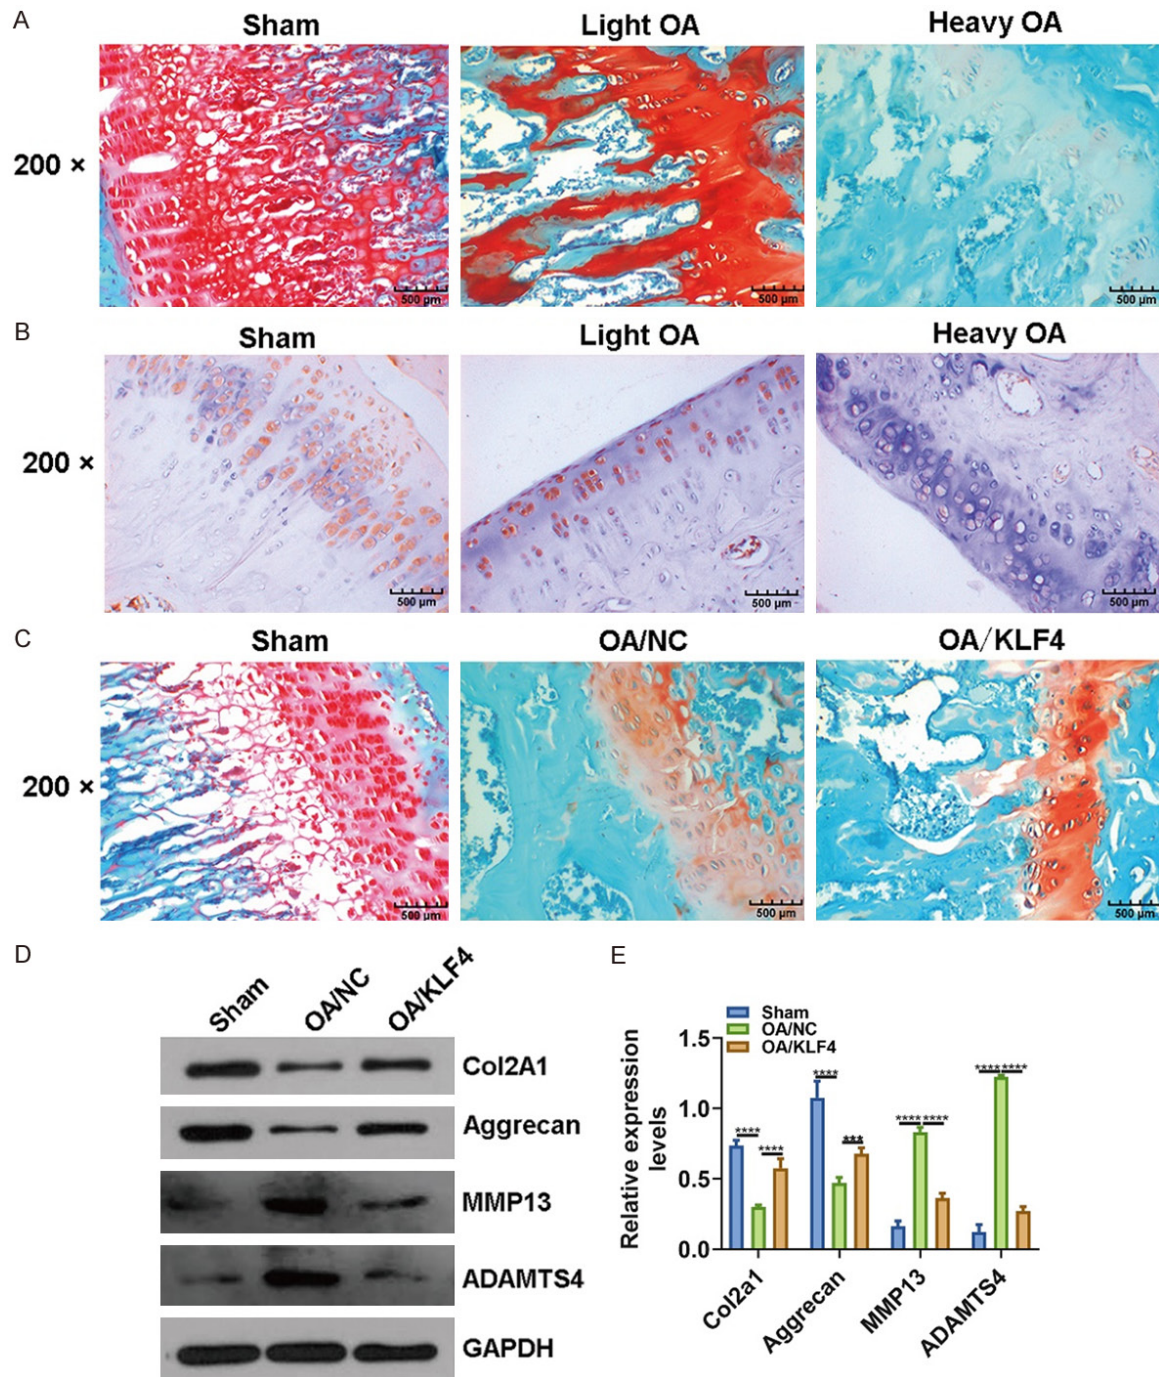 A
Sham
Light OA
Heavy OA
200 ×
500 µm
500 µm
500 µm
B
Sham
Light OA
Heavy OA
200 ×
500 µm
500 µm
500 µm
C
Sham
OA/NC
OA/KLF4
200 ×
500 µm
500 µm
500 µm
D
Sham
OA/NC
OA/KLF4
Col2A1
Aggrecan
MMP13
ADAMTS4
GAPDH
E
Sham
OA/NC
OA/KLF4
Relative expression
levels
1.5
1.0
0.5
0.0
****
****
****
***
**** ****
**** ****
Col2a1
Aggrecan
MMP13
ADAMTS4